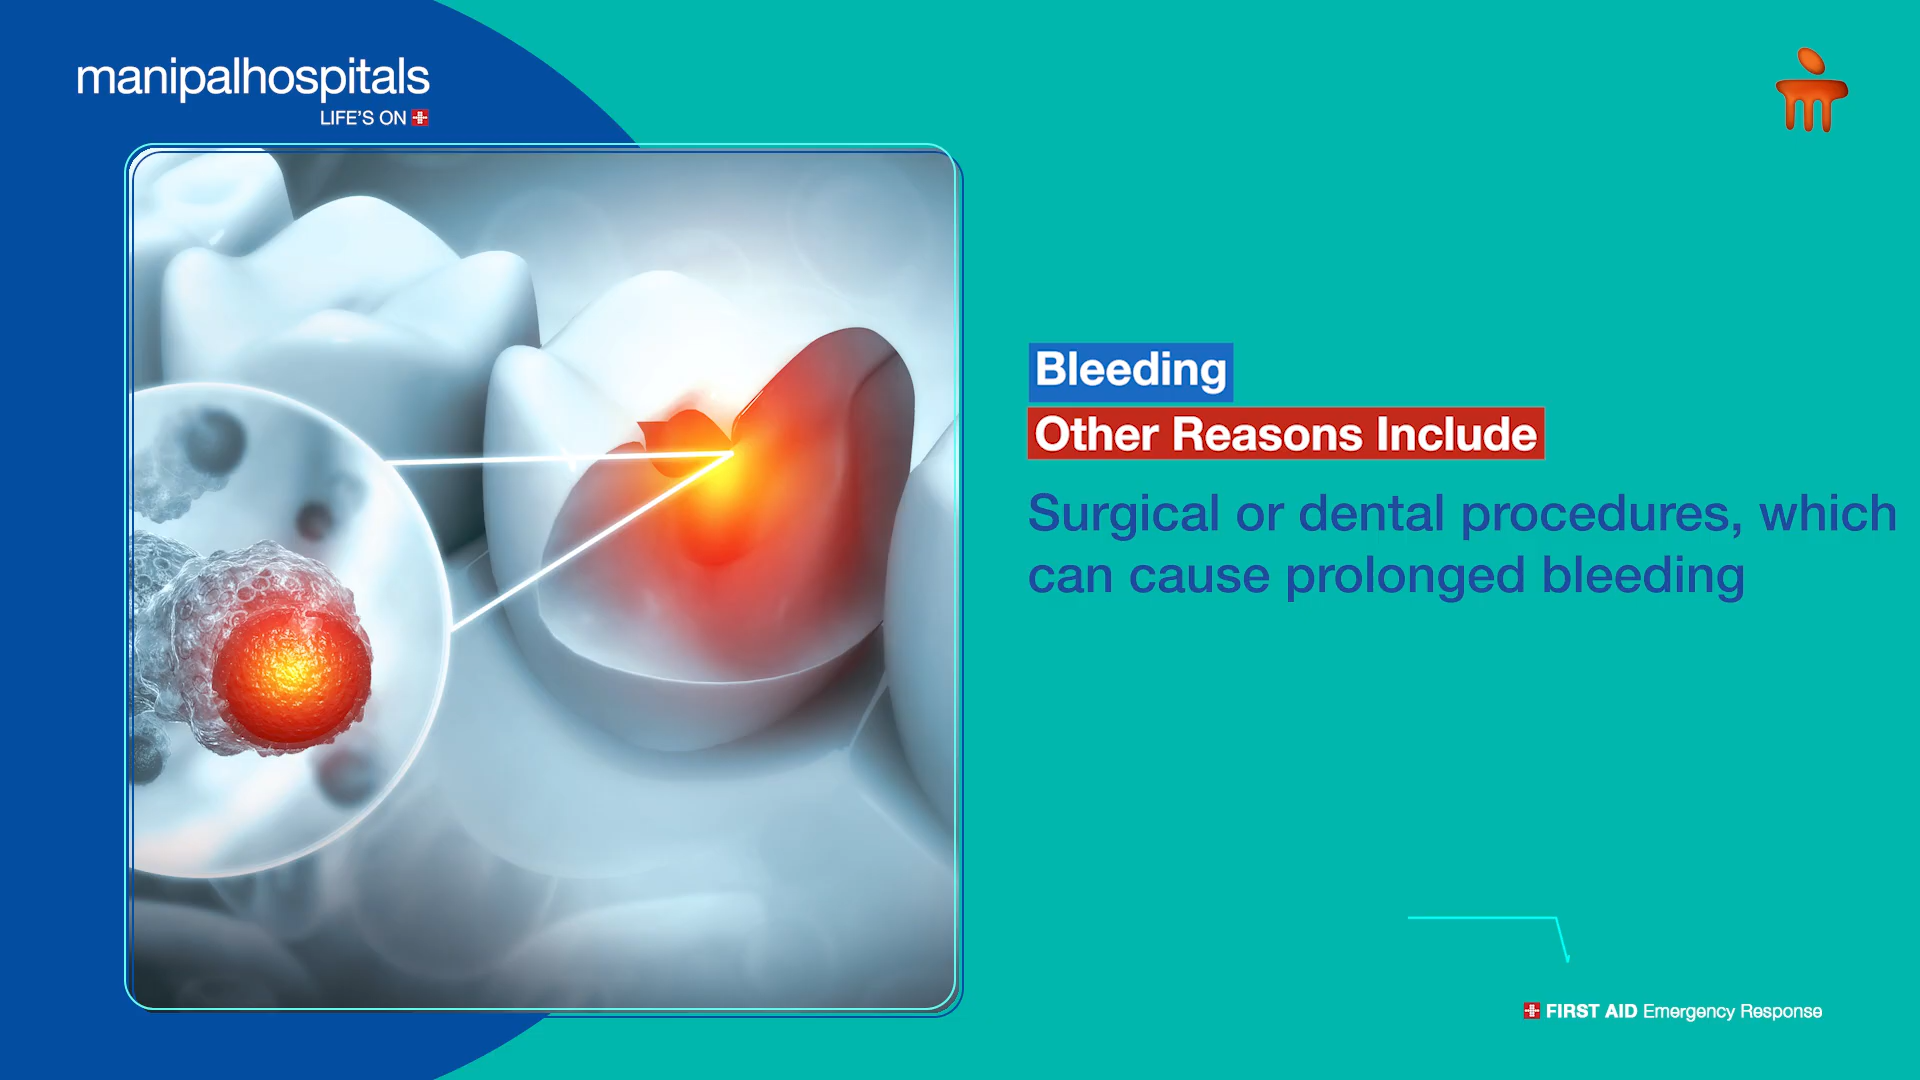 manipalhospitals
LIFE'S ON
Bleeding
Other Reasons Include
Surgical or dental procedures, which
can cause prolonged bleeding
FIRST AID Emergency Response